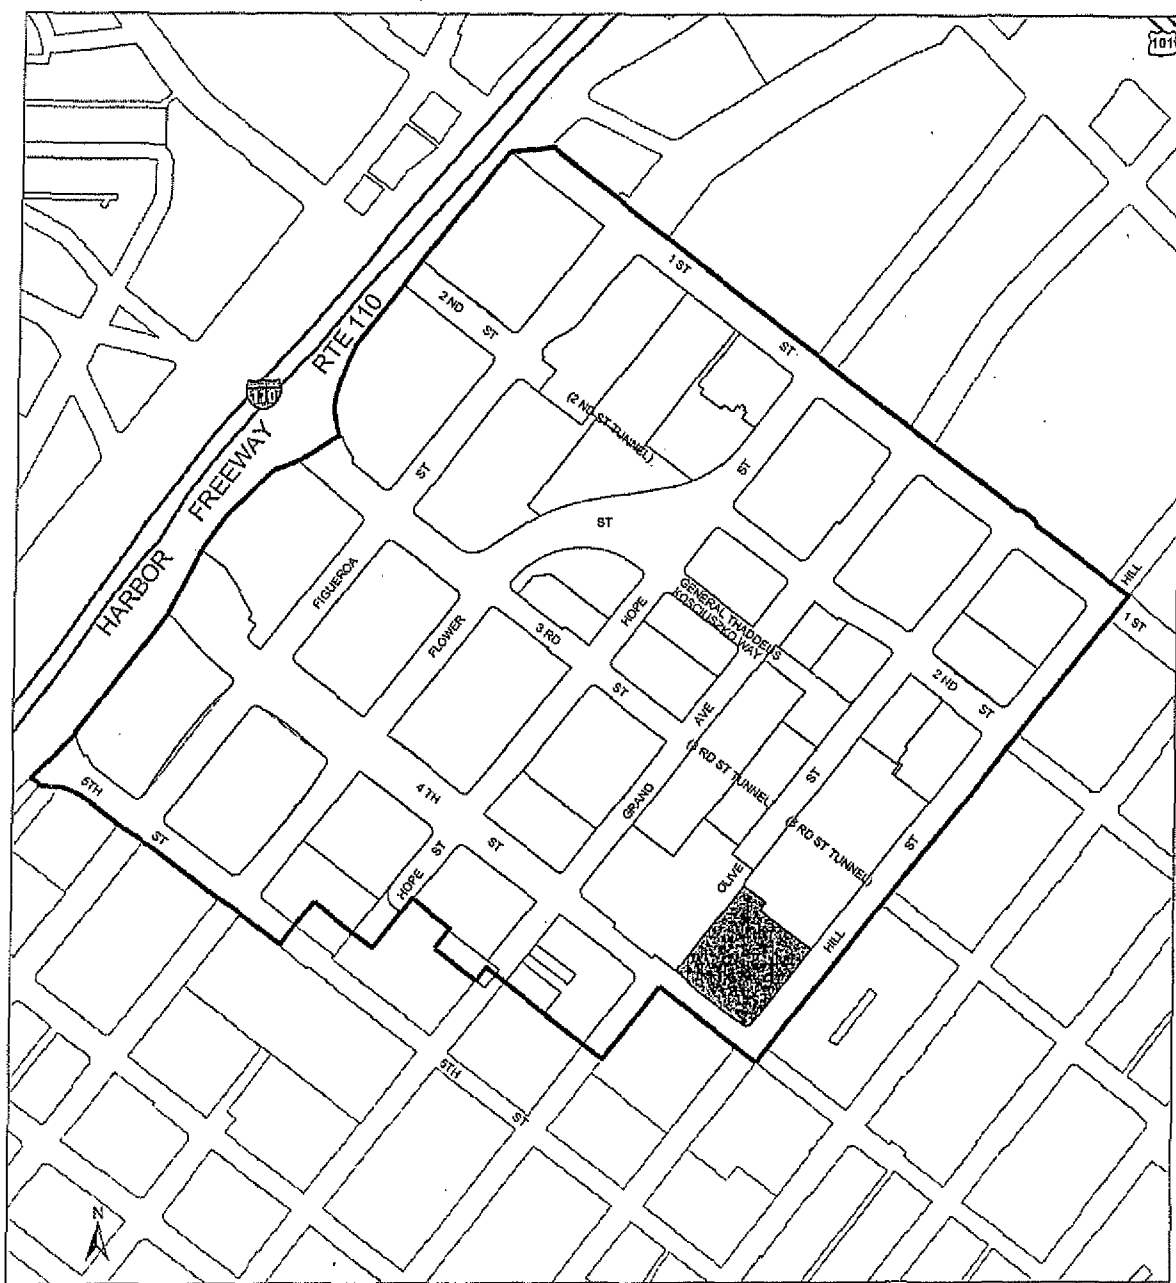 101
1 ST
ST
2 ND
ST
RTE 110
110
(2 ND ST TUNNEL)
ST
HARBOR FREEWAY
ST
ST
FIGUEROA
FLOWER
3 RD
ST
HOPE
GENERAL THADDEUS
KOSCIUSZKO WAY
HILL
1 ST
2 ND
ST
AVE
GRAND
(3 RD ST TUNNEL)
ST
(3 RD ST TUNNEL)
ST
5TH
ST
4 TH
ST
HOPE
ST
OLIVE
HILL
5TH
ST
N